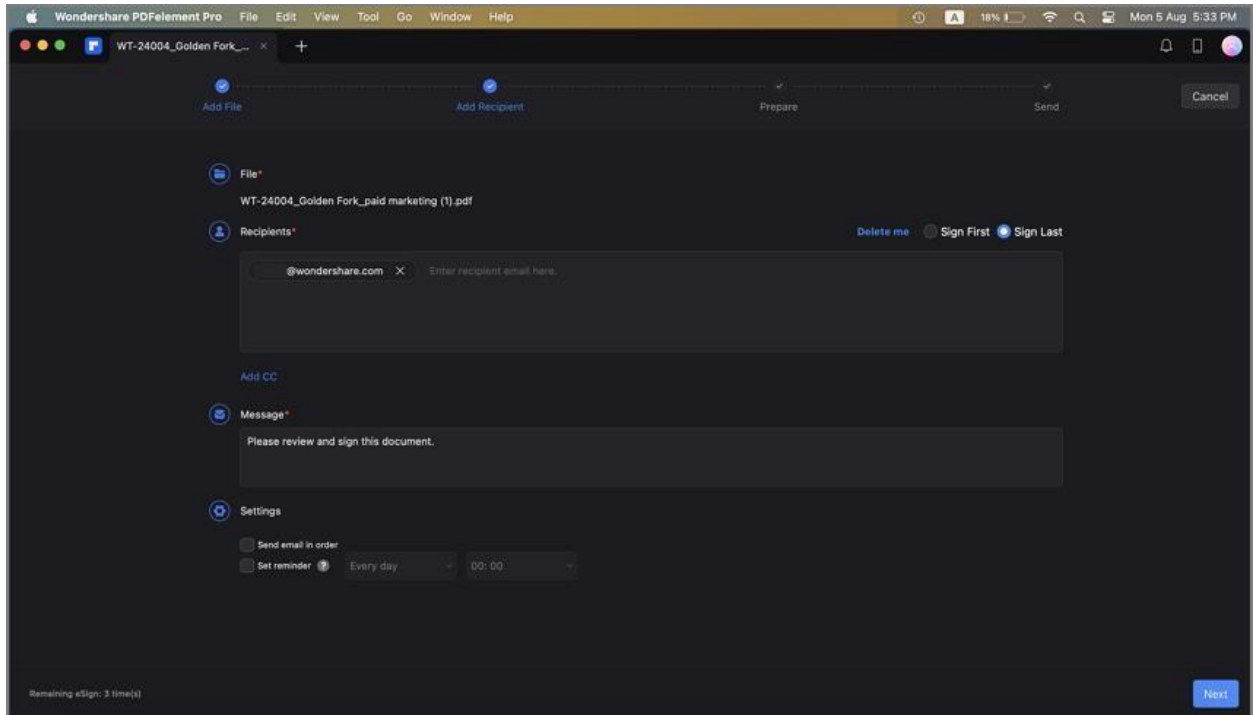 Wondershare PDFelement Pro File Edit View Tool Go Window Help A 18% Mon 5 Aug 5:33 PM
WT-24004_Golden Fork_... × +
Add File Add Recipient Prepare Send Cancel
File*
WT-24004_Golden Fork_paid marketing (1).pdf
Recipients* Delete me Sign First Sign Last
@wondershare.com × Enter recipient email here.
Add CC
Message*
Please review and sign this document.
Settings
Send email in order
Set reminder ? Every day 00: 00
Remaining eSign: 3 time(s) Next